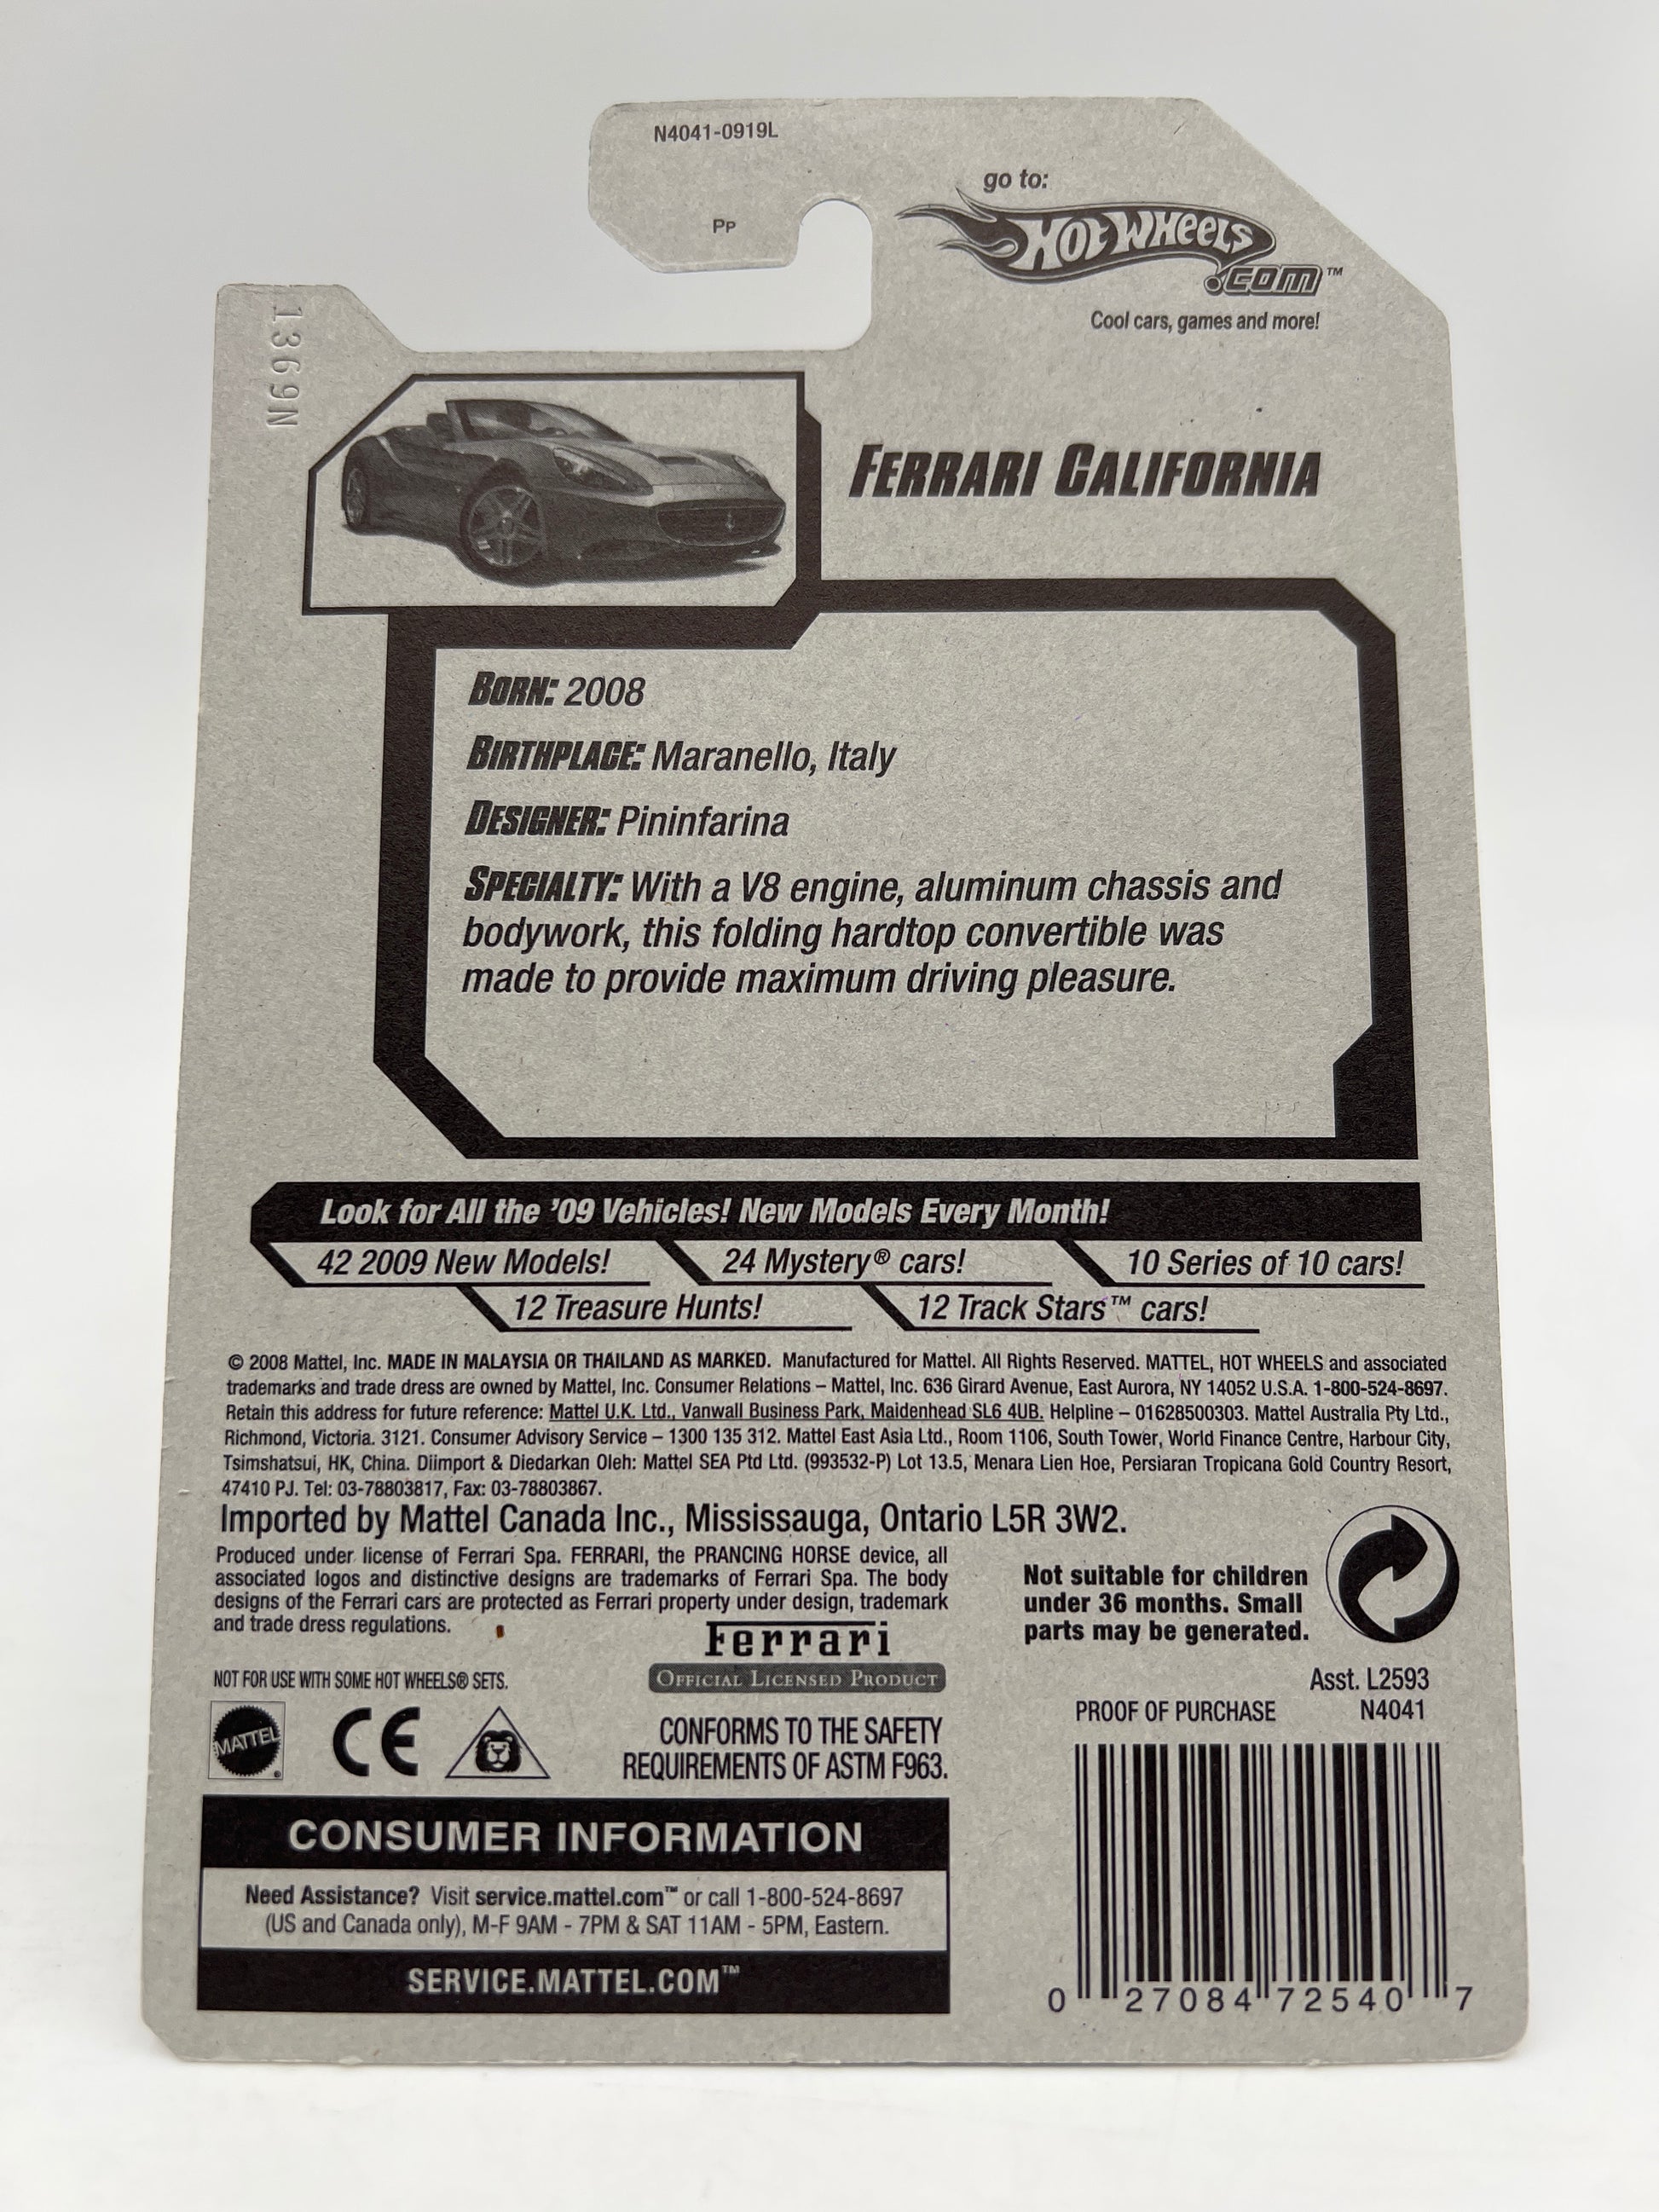 N4041-0919L
PP
go to:
HOT WHEELS
.COM™
Cool cars, games and more!
1369N
FERRARI CALIFORNIA
BORN: 2008
BIRTHPLACE: Maranello, Italy
DESIGNER: Pininfarina
SPECIALTY: With a V8 engine, aluminum chassis and
bodywork, this folding hardtop convertible was
made to provide maximum driving pleasure.
Look for All the '09 Vehicles! New Models Every Month!
42 2009 New Models! 24 Mystery® cars! 10 Series of 10 cars!
12 Treasure Hunts! 12 Track Stars™ cars!
© 2008 Mattel, Inc. MADE IN MALAYSIA OR THAILAND AS MARKED. Manufactured for Mattel. All Rights Reserved. MATTEL, HOT WHEELS and associated
trademarks and trade dress are owned by Mattel, Inc. Consumer Relations – Mattel, Inc. 636 Girard Avenue, East Aurora, NY 14052 U.S.A. 1-800-524-8697.
Retain this address for future reference: Mattel U.K. Ltd., Vanwall Business Park, Maidenhead SL6 4UB. Helpline – 01628500303. Mattel Australia Pty Ltd.,
Richmond, Victoria. 3121. Consumer Advisory Service – 1300 135 312. Mattel East Asia Ltd., Room 1106, South Tower, World Finance Centre, Harbour City,
Tsimshatsui, HK, China. Diimport & Diedarkan Oleh: Mattel SEA Ptd Ltd. (993532-P) Lot 13.5, Menara Lien Hoe, Persiaran Tropicana Gold Country Resort,
47410 PJ. Tel: 03-78803817, Fax: 03-78803867.
Imported by Mattel Canada Inc., Mississauga, Ontario L5R 3W2.
Produced under license of Ferrari Spa. FERRARI, the PRANCING HORSE device, all
associated logos and distinctive designs are trademarks of Ferrari Spa. The body
designs of the Ferrari cars are protected as Ferrari property under design, trademark
and trade dress regulations.
Ferrari
OFFICIAL LICENSED PRODUCT
Not suitable for children
under 36 months. Small
parts may be generated.
NOT FOR USE WITH SOME HOT WHEELS® SETS.
MATTEL®
CE
CONFORMS TO THE SAFETY
REQUIREMENTS OF ASTM F963.
Asst. L2593
PROOF OF PURCHASE N4041
CONSUMER INFORMATION
Need Assistance? Visit service.mattel.com™ or call 1-800-524-8697
(US and Canada only), M-F 9AM - 7PM & SAT 11AM - 5PM, Eastern.
SERVICE.MATTEL.COM™
0 27084 72540 7